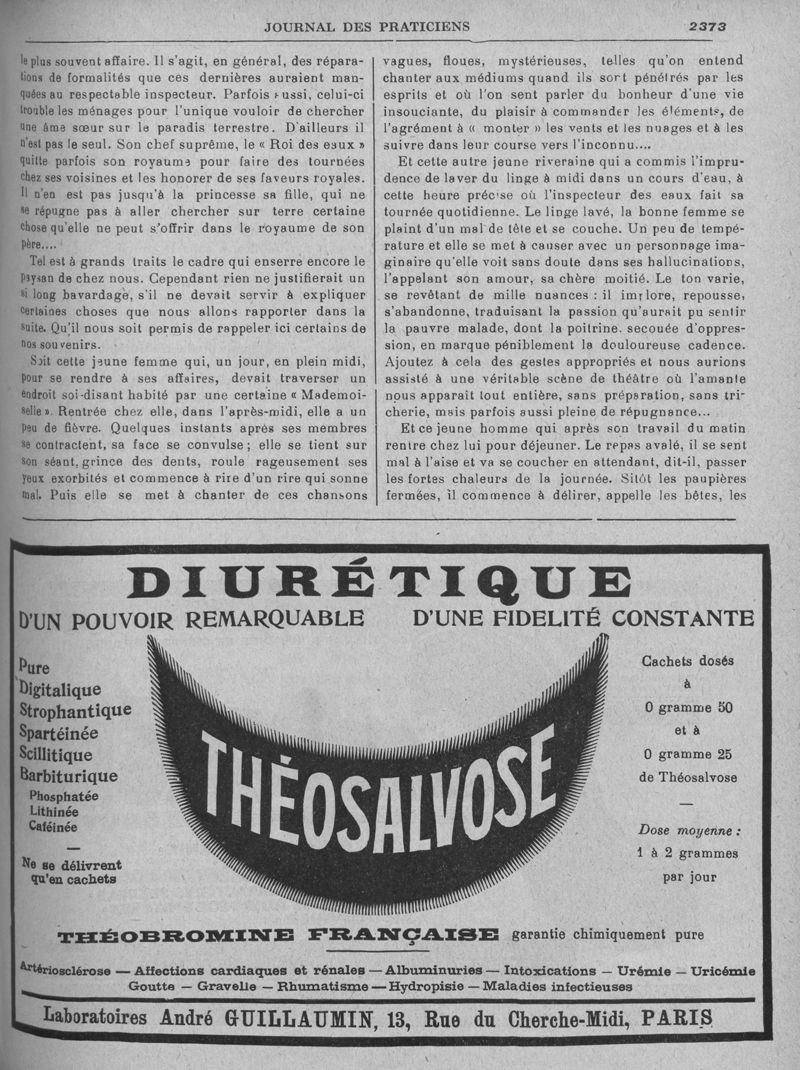 JOURNAL DES PRATICIENS 2373
le plus souvent affaire. Il s'agit, en général, des répara-
tions de formalités que ces dernières auraient man-
quées au respectable inspecteur. Parfois aussi, celui-ci
trouble les ménages pour l'unique vouloir de chercher
une âme sœur sur le paradis terrestre. D'ailleurs il
n'est pas le seul. Son chef suprême, le « Roi des eaux »
quitte parfois son royaume pour faire des tournées
chez ses voisines et les honorer de ses faveurs royales.
Il n'en est pas jusqu'à la princesse sa fille, qui ne
se répugne pas à aller chercher sur terre certaine
chose qu'elle ne peut s'offrir dans le royaume de son
père....
Tel est à grands traits le cadre qui enserre encore le
paysan de chez nous. Cependant rien ne justifierait un
si long bavardage, s'il ne devait servir à expliquer
certaines choses que nous allons rapporter dans la
suite. Qu'il nous soit permis de rappeler ici certains de
nos souvenirs.
Soit cette jeune femme qui, un jour, en plein midi,
pour se rendre à ses affaires, devait traverser un
endroit soi-disant habité par une certaine « Mademoi-
selle ». Rentrée chez elle, dans l'après-midi, elle a un
peu de fièvre. Quelques instants après ses membres
se contractent, sa face se convulse ; elle se tient sur
son séant, grince des dents, roule rageusement ses
yeux exorbités et commence à rire d'un rire qui sonne
mal. Puis elle se met à chanter de ces chansons
vagues, floues, mystérieuses, telles qu'on entend
chanter aux médiums quand ils sont pénétrés par les
esprits et où l'on sent parler du bonheur d'une vie
insouciante, du plaisir à commander les éléments, de
l'agrément à « monter » les vents et les nuages et à les
suivre dans leur course vers l'inconnu....
Et cette autre jeune riveraine qui a commis l'impru-
dence de laver du linge à midi dans un cours d'eau, à
cette heure précise où l'inspecteur des eaux fait sa
tournée quotidienne. Le linge lavé, la bonne femme se
plaint d'un mal de tête et se couche. Un peu de tempé-
rature et elle se met à causer avec un personnage ima-
ginaire qu'elle voit sans doute dans ses hallucinations,
l'appelant son amour, sa chère moitié. Le ton varie,
se revêtant de mille nuances : il implore, repousse,
s'abandonne, traduisant la passion qu'aurait pu sentir
la pauvre malade, dont la poitrine. secouée d'oppres-
sion, en marque péniblement la douloureuse cadence.
Ajoutez à cela des gestes appropriés et nous aurions
assisté à une véritable scène de théâtre où l'amante
nous apparait tout entière, sans préparation, sans tri-
cherie, mais parfois aussi pleine de répugnance...
Et ce jeune homme qui après son travail du matin
rentre chez lui pour déjeuner. Le repas avalé, il se sent
mal à l'aise et va se coucher en attendant, dit-il, passer
les fortes chaleurs de la journée. Sitôt les paupières
fermées, il commence à délirer, appelle les bêtes, les
DIURÉTIQUE
D'UN POUVOIR REMARQUABLE D'UNE FIDELITÉ CONSTANTE
Pure
Digitalique
Strophantique
Spartéinée
Scillitique
Barbiturique
Phosphatée
Lithinée
Caféinée
Ne se délivrent
qu'en cachets
THÉOSALVOSE
Cachets dosés
à
0 gramme 50
et à
0 gramme 25
de Théosalvose
Dose moyenne :
1 à 2 grammes
par jour
THÉOBROMINE FRANÇAISE garantie chimiquement pure
Artériosclérose — Affections cardiaques et rénales — Albuminuries — Intoxications — Urémie — Uricémie
Goutte — Gravelle — Rhumatisme — Hydropisie — Maladies infectieuses
Laboratoires André GUILLAUMIN, 13, Rue du Cherche-Midi, PARIS